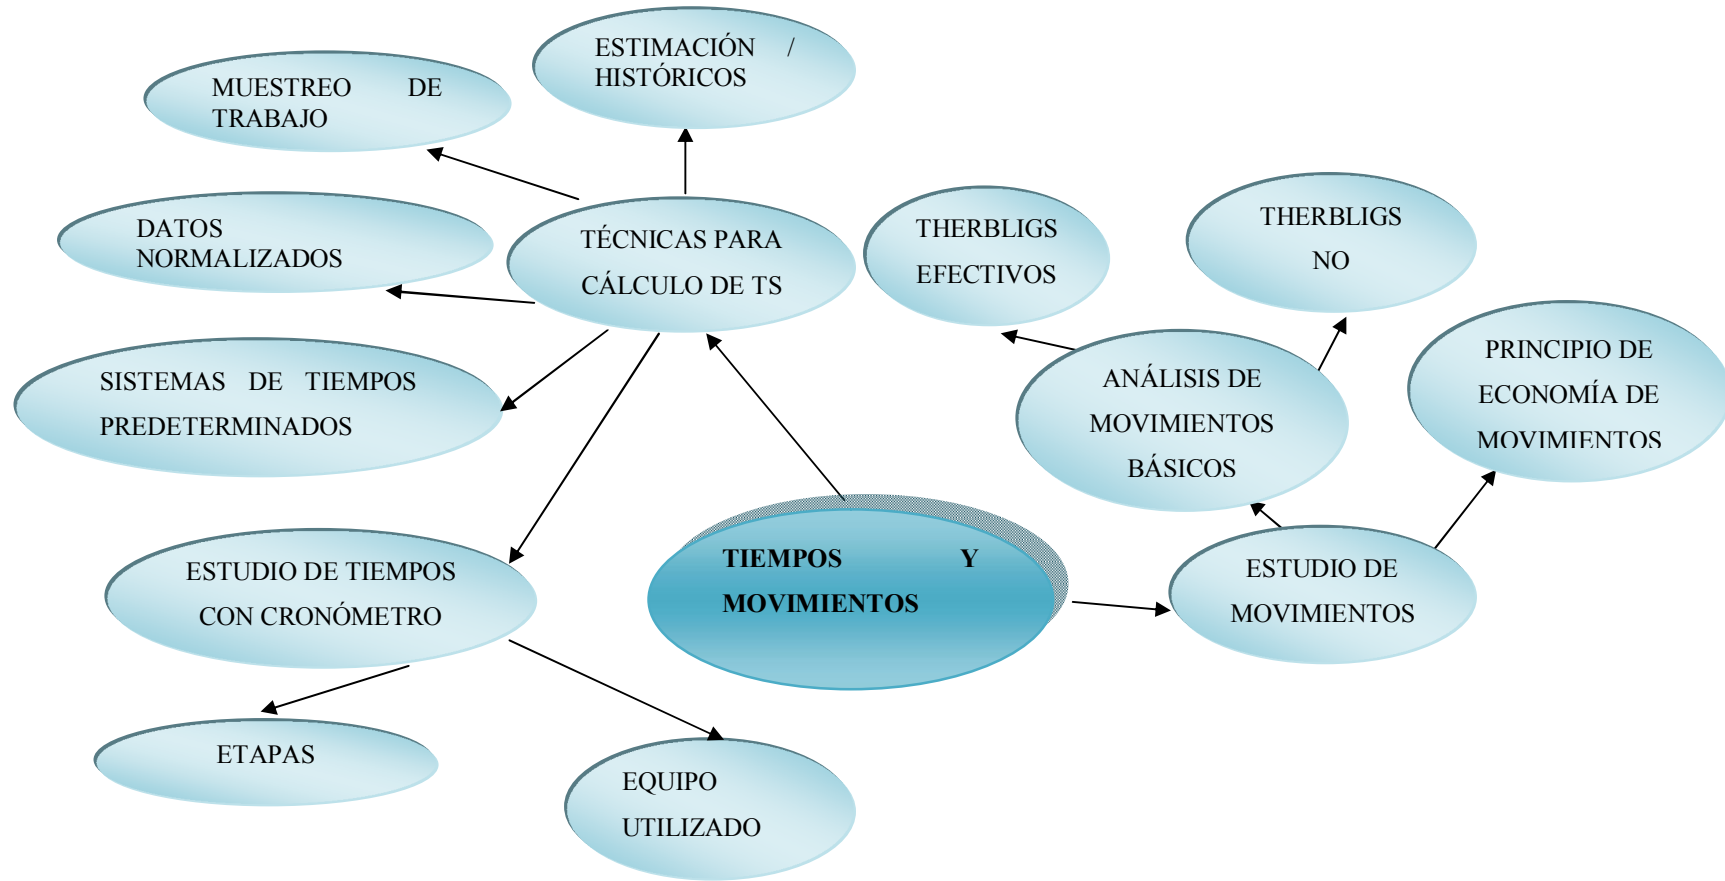 ESTIMACIÓN /
HISTÓRICOS
MUESTREO DE
TRABAJO
DATOS
NORMALIZADOS
TÉCNICAS PARA
CÁLCULO DE TS
THERBLIGS
EFECTIVOS
THERBLIGS
NO
SISTEMAS DE TIEMPOS
PREDETERMINADOS
ANÁLISIS DE
MOVIMIENTOS
BÁSICOS
PRINCIPIO DE
ECONOMÍA DE
MOVIMIENTOS
ESTUDIO DE TIEMPOS
CON CRONÓMETRO
TIEMPOS Y
MOVIMIENTOS
ESTUDIO DE
MOVIMIENTOS
ETAPAS
EQUIPO
UTILIZADO